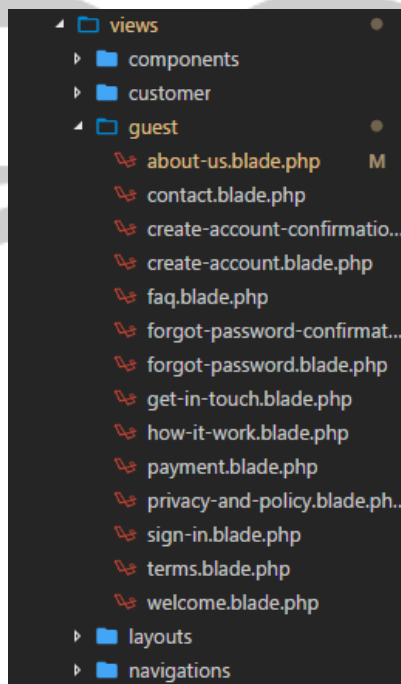 views
components
customer
guest
about-us.blade.php M
contact.blade.php
create-account-confirmatio...
create-account.blade.php
faq.blade.php
forgot-password-confirmat...
forgot-password.blade.php
get-in-touch.blade.php
how-it-work.blade.php
payment.blade.php
privacy-and-policy.blade.ph...
sign-in.blade.php
terms.blade.php
welcome.blade.php
layouts
navigations